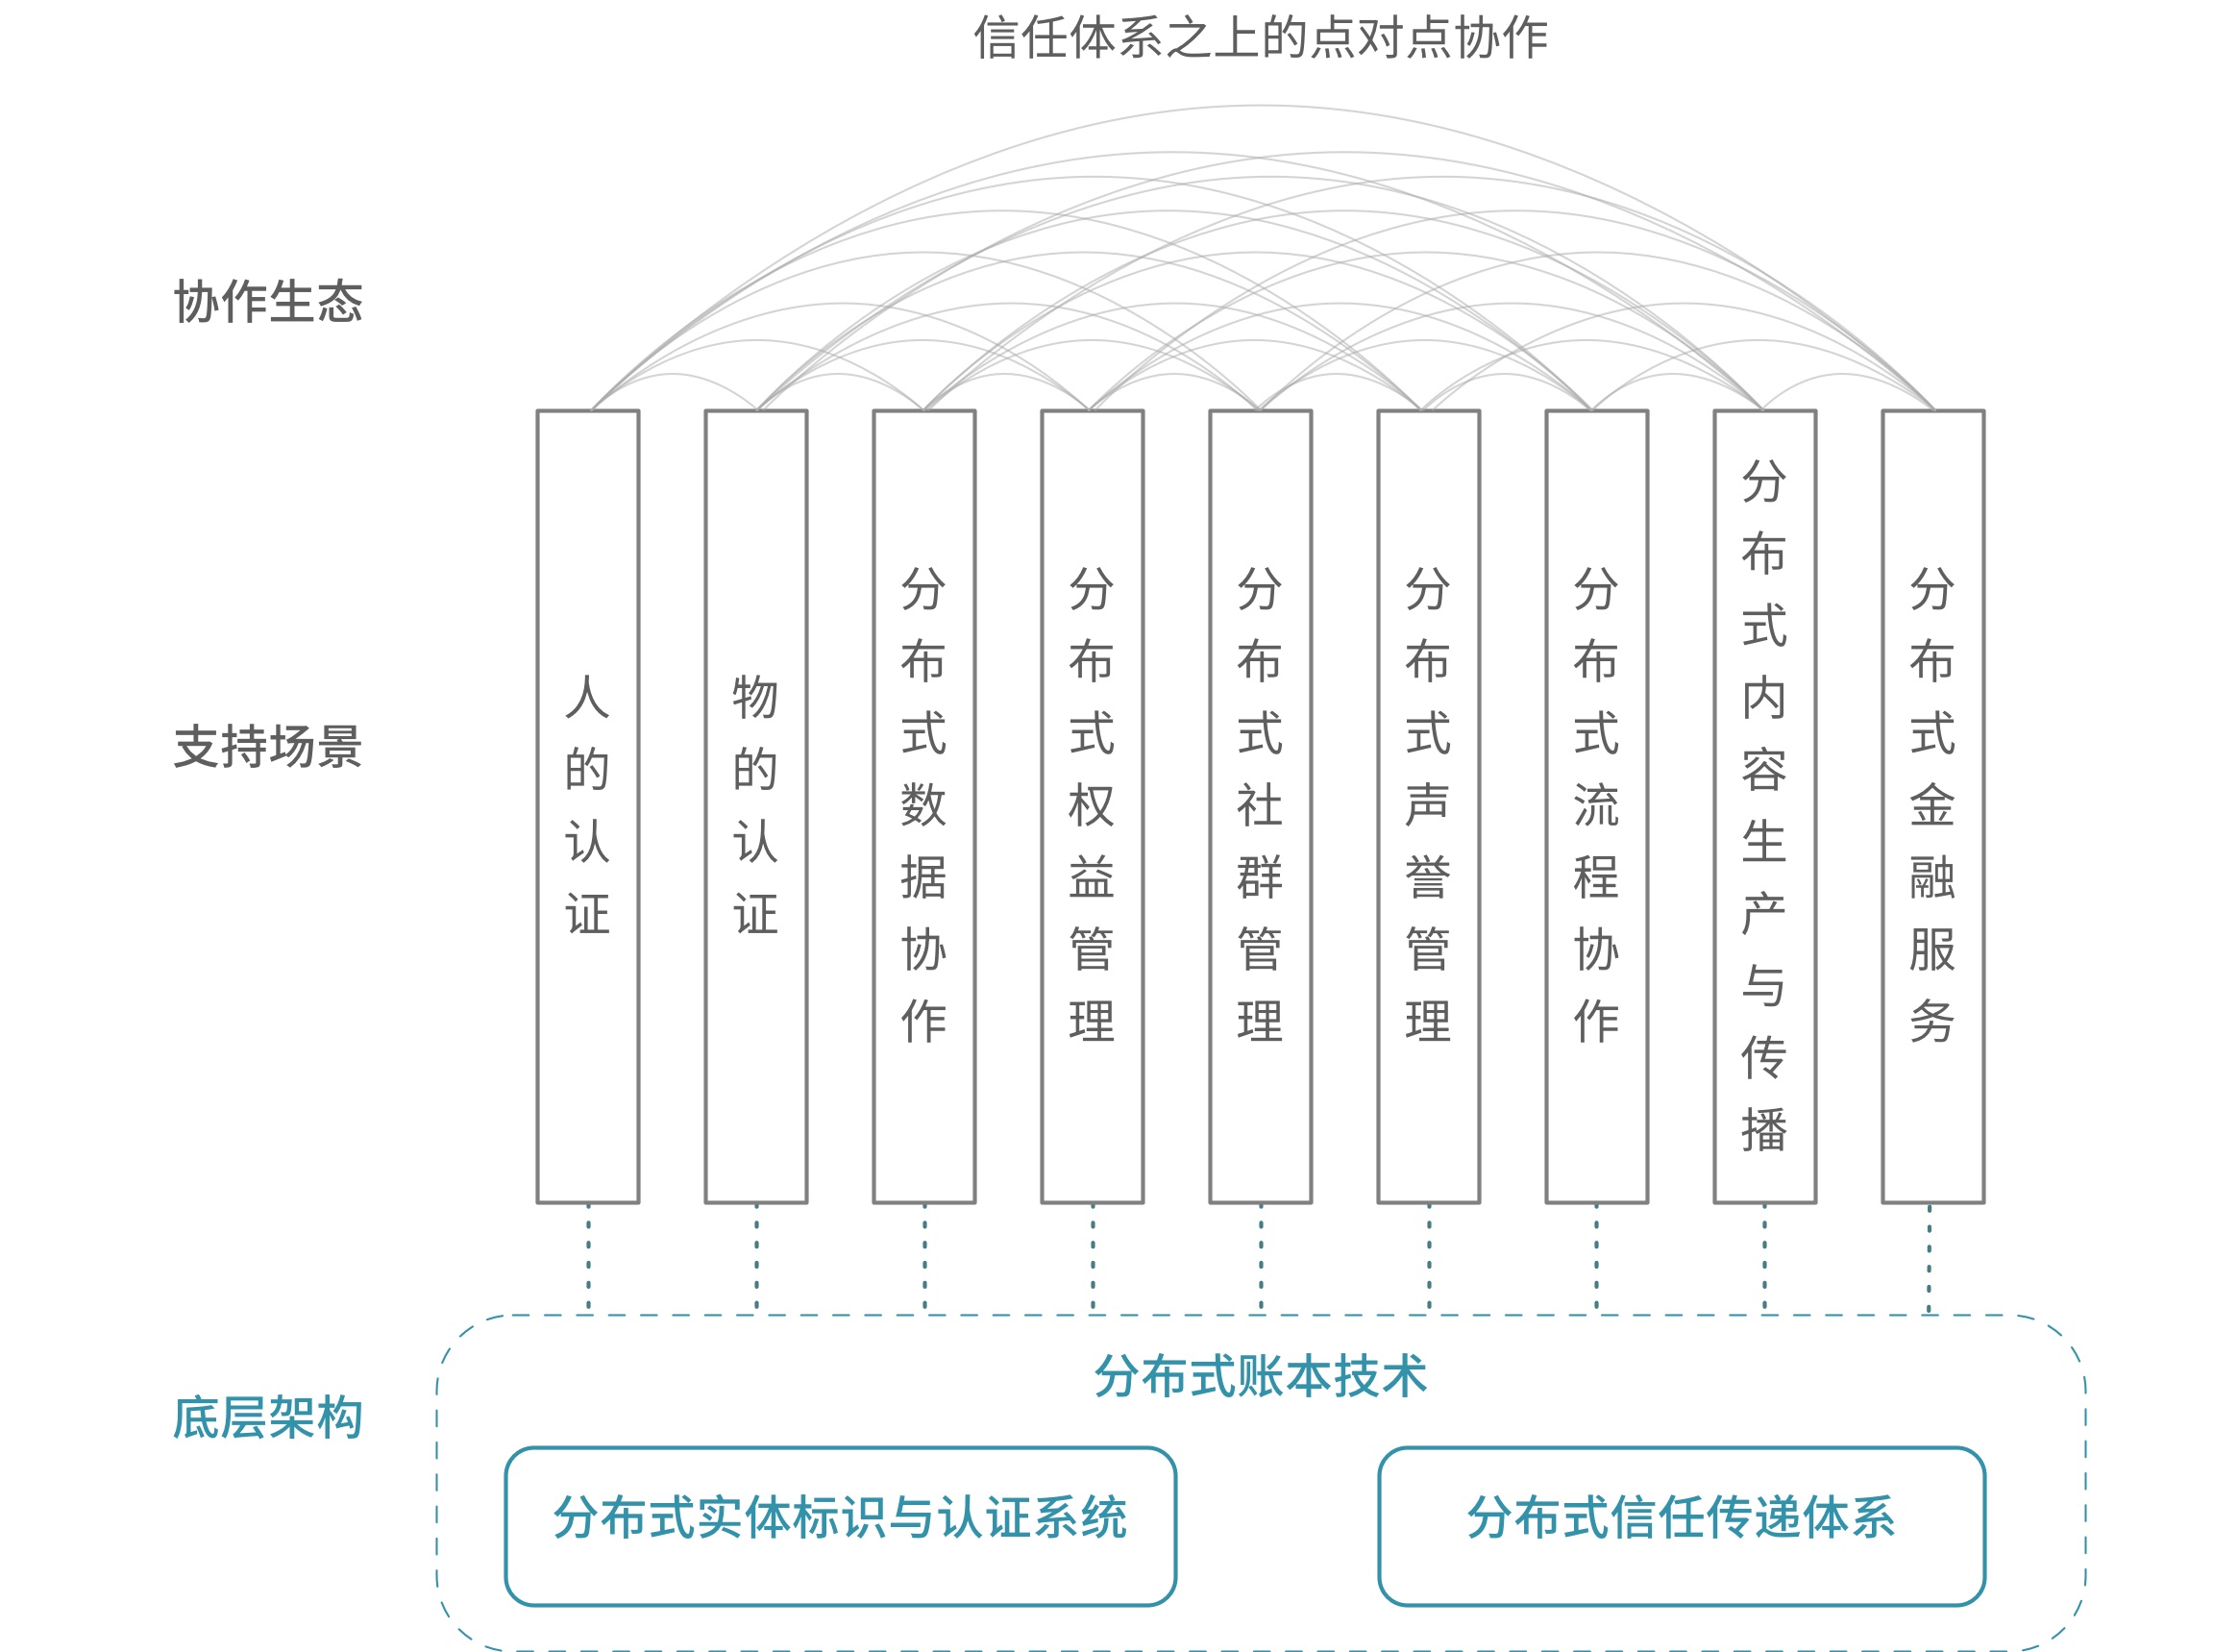 信任体系之上的点对点协作
协作生态
支持场景
人的认证
物的认证
分布式数据协作
分布式权益管理
分布式社群管理
分布式声誉管理
分布式流程协作
分布式内容生产与传播
分布式金融服务
底层架构
分布式账本技术
分布式实体标识与认证系统
分布式信任传递体系